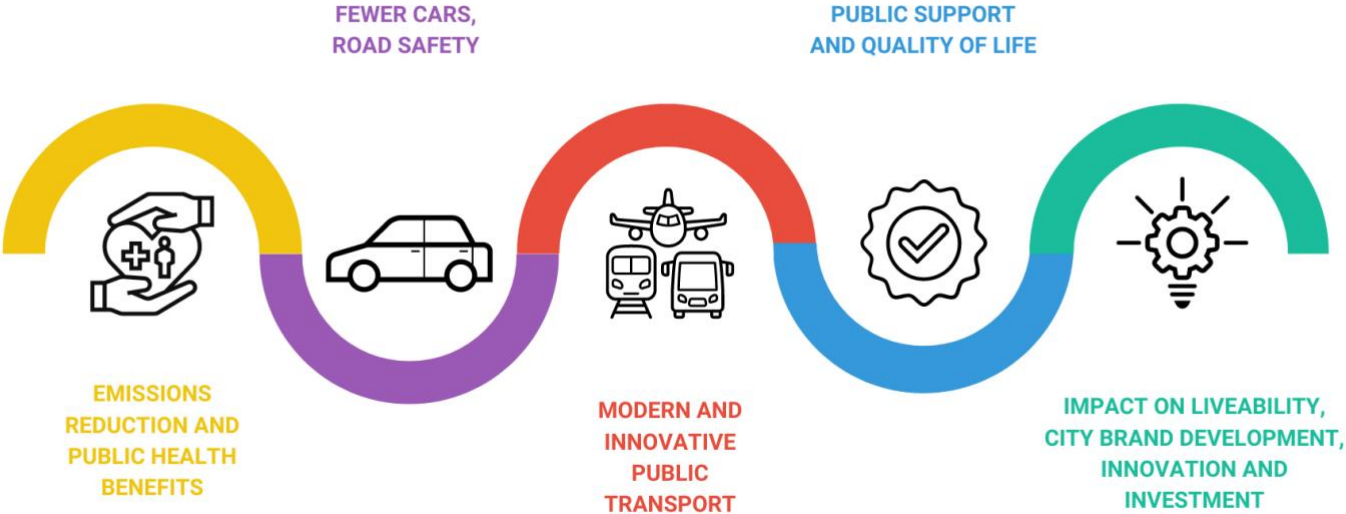 FEWER CARS,
ROAD SAFETY
PUBLIC SUPPORT
AND QUALITY OF LIFE
EMISSIONS
REDUCTION AND
PUBLIC HEALTH
BENEFITS
MODERN AND
INNOVATIVE
PUBLIC
TRANSPORT
IMPACT ON LIVEABILITY,
CITY BRAND DEVELOPMENT,
INNOVATION AND
INVESTMENT